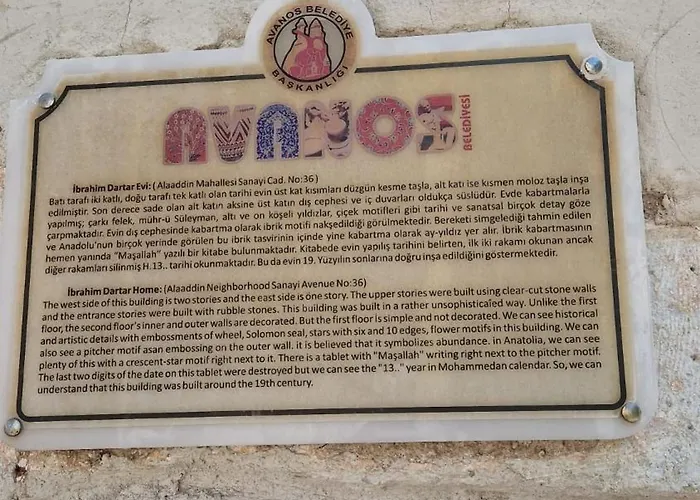 AVANOS BELEDİYE
BAŞKANLIĞI
AVANOS
BELEDİYESİ
İbrahim Dartar Evi: ( Alaaddin Mahallesi Sanayi Cad. No:36 )
Batı tarafı iki katlı, doğu tarafı tek katlı olan tarihi evin üst kat kısımları düzgün kesme taşla, alt katı ise kısmen moloz taşla inşa
edilmiştir. Son derece sade olan alt katın aksine üst katın dış cephesi ve iç duvarları oldukça süslüdür. Evde kabartmalarla
yapılmış; çarkı felek, mühr-ü Süleyman, altı ve on köşeli yıldızlar, çiçek motifleri gibi tarihi ve sanatsal birçok detay göze
çarpmaktadır. Evin dış cephesinde kabartma olarak ibrik motifi nakşedildiği görülmektedir. Bereketi simgelediği tahmin edilen
ve Anadolu'nun birçok yerinde görülen bu ibrik tasvirinin içinde yine kabartma olarak ay-yıldız yer alır. İbrik kabartmasının
hemen yanında "Maşallah" yazılı bir kitabe bulunmaktadır. Kitabede evin yapılış tarihini belirten, ilk iki rakamı okunan ancak
diğer rakamları silinmiş H.13.. tarihi okunmaktadır. Bu da evin 19. Yüzyılın sonlarına doğru inşa edildiğini göstermektedir.
İbrahim Dartar Home: (Alaaddin Neighborhood Sanayi Avenue No:36)
The west side of this building is two stories and the east side is one story. The upper stories were built using clear-cut stone walls
and the entrance stories were built with rubble stones. This building was built in a rather unsophisticated way. Unlike the first
floor, the second floor's inner and outer walls are decorated. But the first floor is simple and not decorated. We can see historical
and artistic details with embossments of wheel, Solomon seal, stars with six and 10 edges, flower motifs in this building. We can
also see a pitcher motif asan embossing on the outer wall. it is believed that it symbolizes abundance. in Anatolia, we can see
plenty of this with a crescent-star motif right next to it. There is a tablet with "Maşallah" writing right next to the pitcher motif.
The last two digits of the date on this tablet were destroyed but we can see the "13.." year in Mohammedan calendar. So, we can
understand that this building was built around the 19th century.